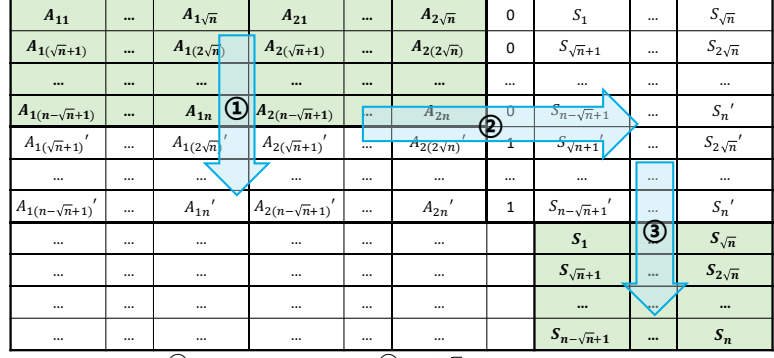 A₁₁ ... A₁√n A₂₁ ... A₂√n 0 S₁ ... S√n
A₁(√n+1) ... A₁(2√n) A₂(√n+1) ... A₂(2√n) 0 S√n+1 ... S₂√n
... ... ... ... ... ... ... ... ... ...
A₁(n-√n+1) ... A₁n ① A₂(n-√n+1) ... A₂n 0 ② Sn-√n+1 ... Sn′
A₁(√n+1)′ ... A₁(2√n)′ A₂(√n+1)′ ... A₂(2√n)′ 1 S√n+1′ ... S₂√n′
... ... ... ... ... ... ... ... ... ...
A₁(n-√n+1)′ ... A₁n′ A₂(n-√n+1)′ ... A₂n′ 1 Sn-√n+1′ ... Sn′
... ... ... ... ... ... S₁ ③ ... S√n
... ... ... ... ... ... S√n+1 ... S₂√n
... ... ... ... ... ... ... ... ...
... ... ... ... ... ... Sn-√n+1 ... Sn